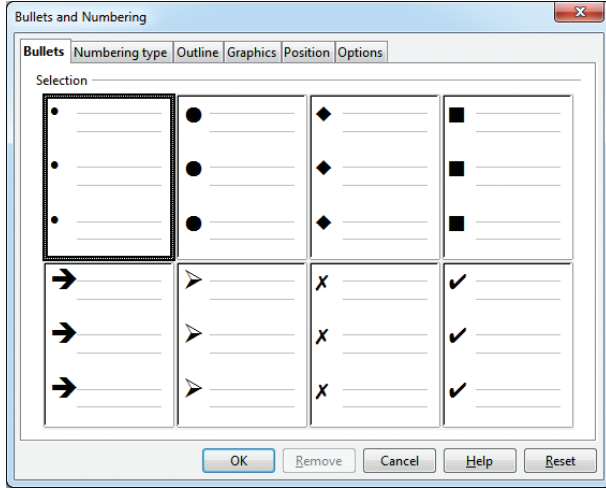 Bullets and Numbering
Bullets Numbering type Outline Graphics Position Options
Selection
OK Remove Cancel Help Reset